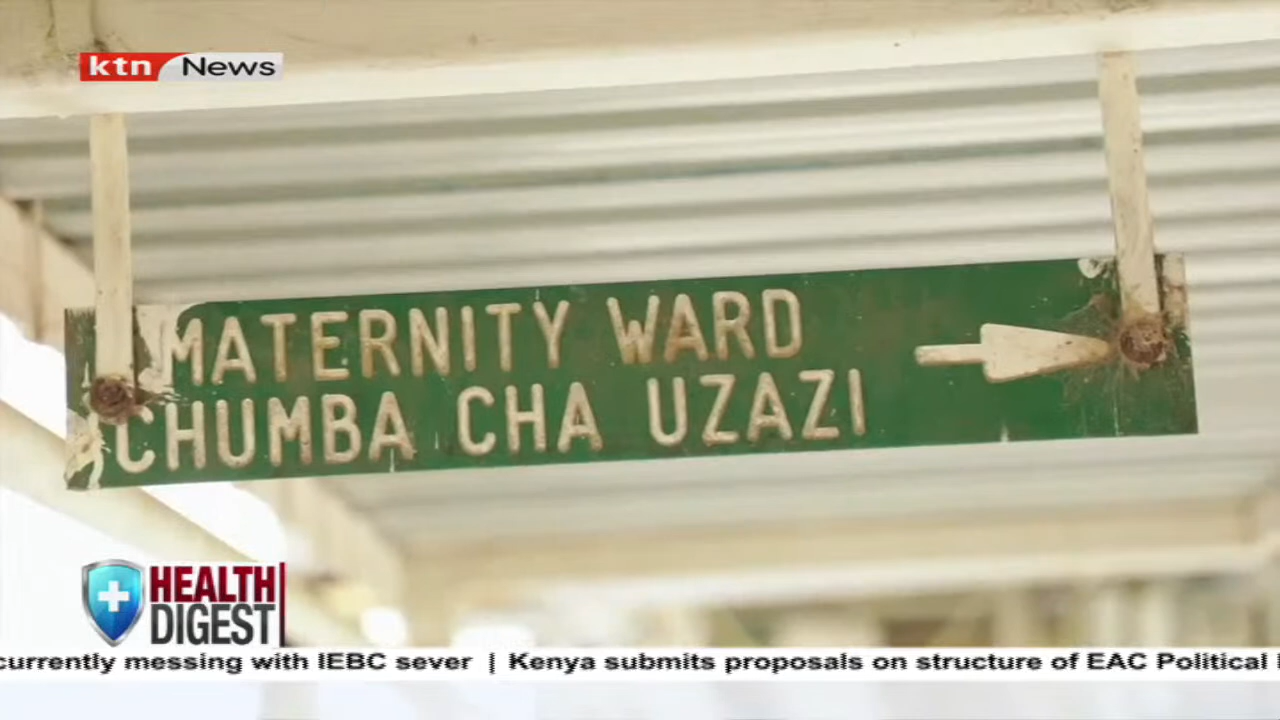 ktn News
MATERNITY WARD
CHUMBA CHA UZAZI
HEALTH
DIGEST
currently messing with IEBC sever | Kenya submits proposals on structure of EAC Political